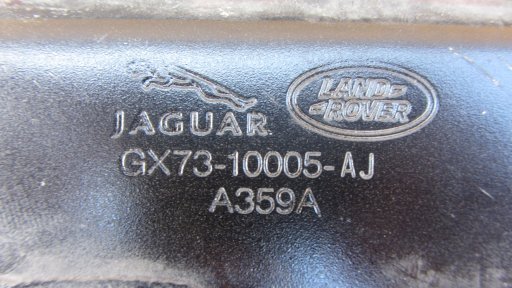 JAGUAR
LAND-
-ROVER
GX73-10005-AJ
A359A